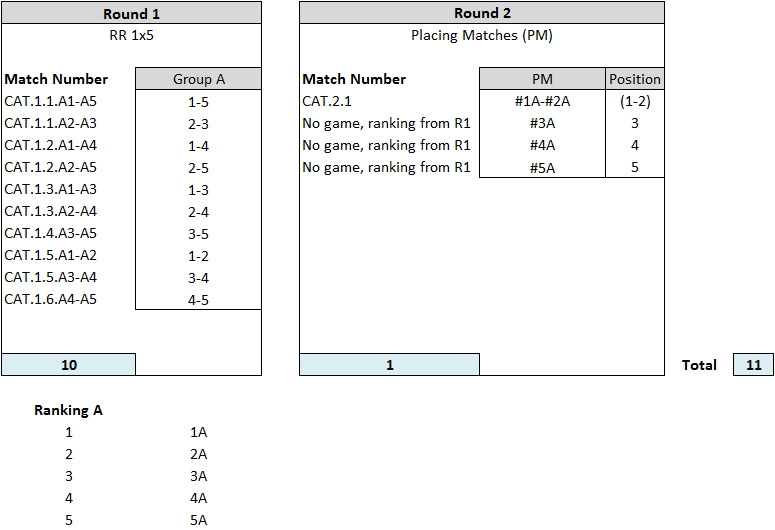 Round 1
RR 1x5
Match Number Group A
CAT.1.1.A1-A5 1-5
CAT.1.1.A2-A3 2-3
CAT.1.2.A1-A4 1-4
CAT.1.2.A2-A5 2-5
CAT.1.3.A1-A3 1-3
CAT.1.3.A2-A4 2-4
CAT.1.4.A3-A5 3-5
CAT.1.5.A1-A2 1-2
CAT.1.5.A3-A4 3-4
CAT.1.6.A4-A5 4-5
10
Round 2
Placing Matches (PM)
Match Number PM Position
CAT.2.1 #1A-#2A (1-2)
No game, ranking from R1 #3A 3
No game, ranking from R1 #4A 4
No game, ranking from R1 #5A 5
1
Total 11
Ranking A
1 1A
2 2A
3 3A
4 4A
5 5A